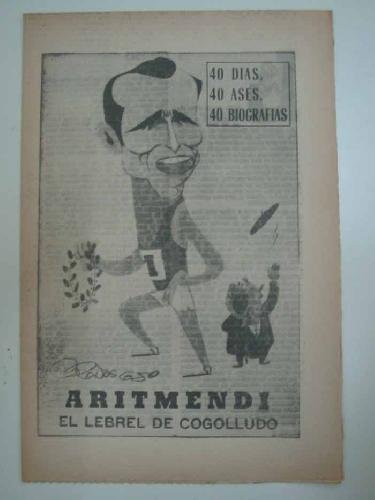 40 DIAS,
40 ASES,
40 BIOGRAFIAS
1
ARITMENDI
EL LEBREL DE COGOLLUDO